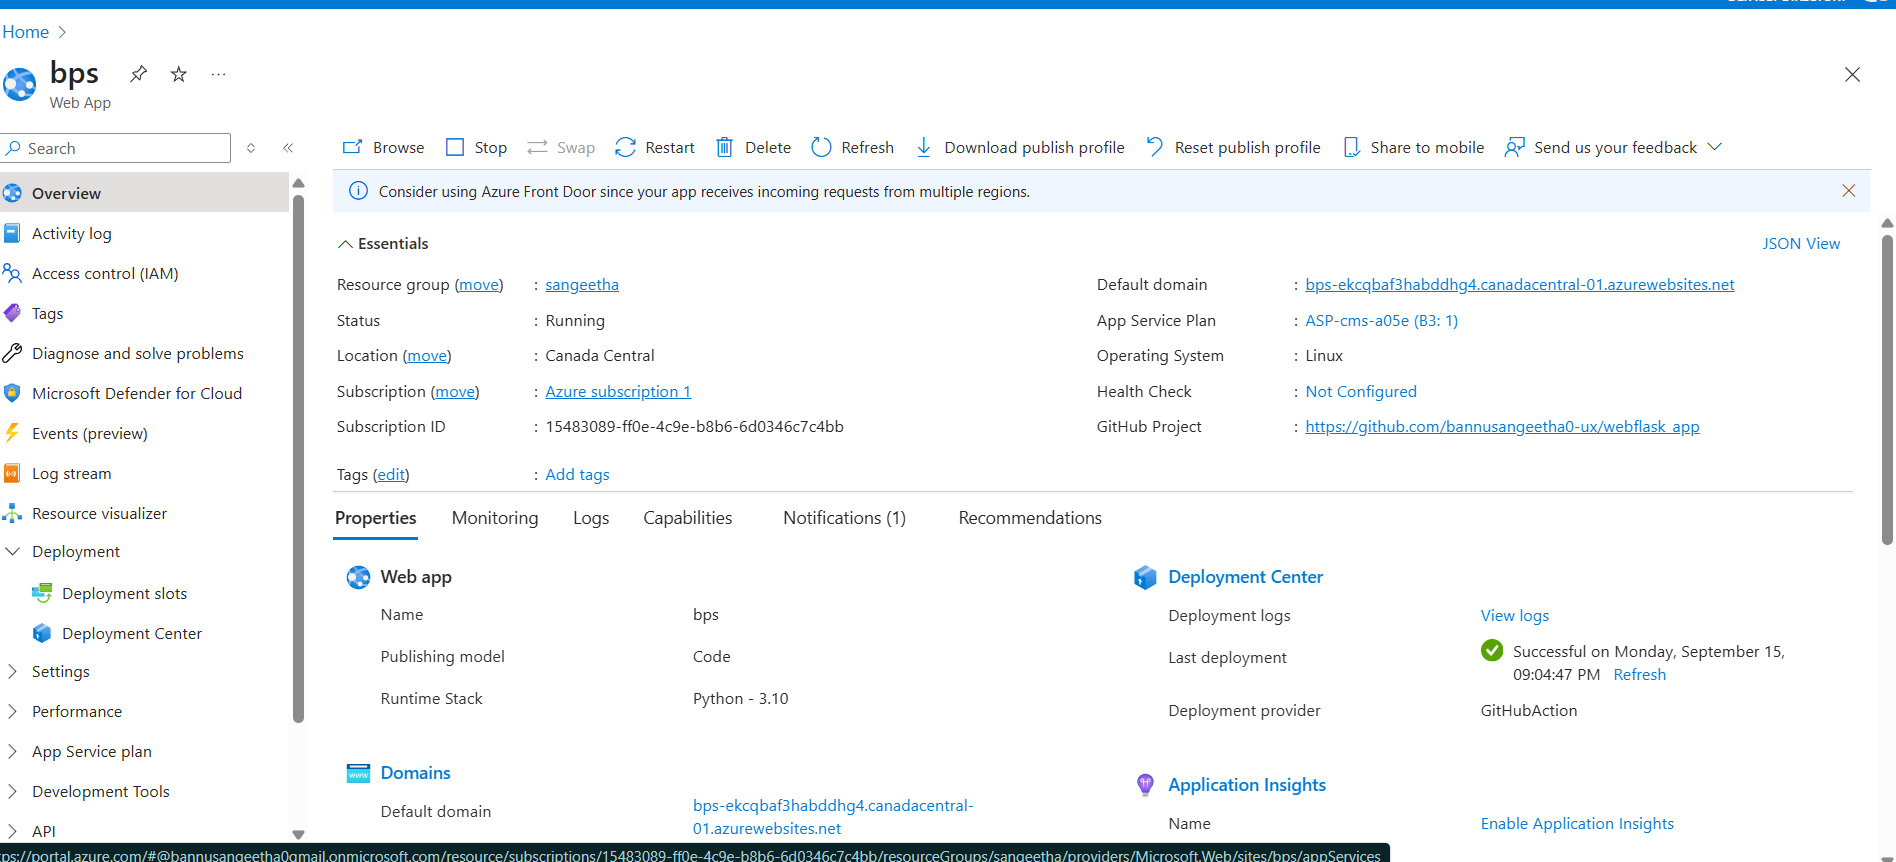 Home
bps
Web App
Search
Browse Stop Swap Restart Delete Refresh Download publish profile Reset publish profile Share to mobile Send us your feedback
Consider using Azure Front Door since your app receives incoming requests from multiple regions.
Overview
Activity log
Access control (IAM)
Tags
Diagnose and solve problems
Microsoft Defender for Cloud
Events (preview)
Log stream
Resource visualizer
Deployment
Deployment slots
Deployment Center
Settings
Performance
App Service plan
Development Tools
API
Essentials
JSON View
Resource group (move) : sangeetha
Status : Running
Location (move) : Canada Central
Subscription (move) : Azure subscription 1
Subscription ID : 15483089-ff0e-4c9e-b8b6-6d0346c7c4bb
Default domain : bps-ekcqbaf3habddhg4.canadacentral-01.azurewebsites.net
App Service Plan : ASP-cms-a05e (B3: 1)
Operating System : Linux
Health Check : Not Configured
GitHub Project : https://github.com/bannusangeetha0-ux/webflask_app
Tags (edit) : Add tags
Properties Monitoring Logs Capabilities Notifications (1) Recommendations
Web app
Name bps
Publishing model Code
Runtime Stack Python - 3.10
Domains
Default domain bps-ekcqbaf3habddhg4.canadacentral-
01.azurewebsites.net
Deployment Center
Deployment logs View logs
Last deployment Successful on Monday, September 15,
09:04:47 PM Refresh
Deployment provider GitHubAction
Application Insights
Name Enable Application Insights
ps://portal.azure.com/#@bannusangeetha0gmail.onmicrosoft.com/resource/subscriptions/15483089-ff0e-4c9e-b8b6-6d0346c7c4bb/resourceGroups/sangeetha/providers/Microsoft.Web/sites/bps/appServices